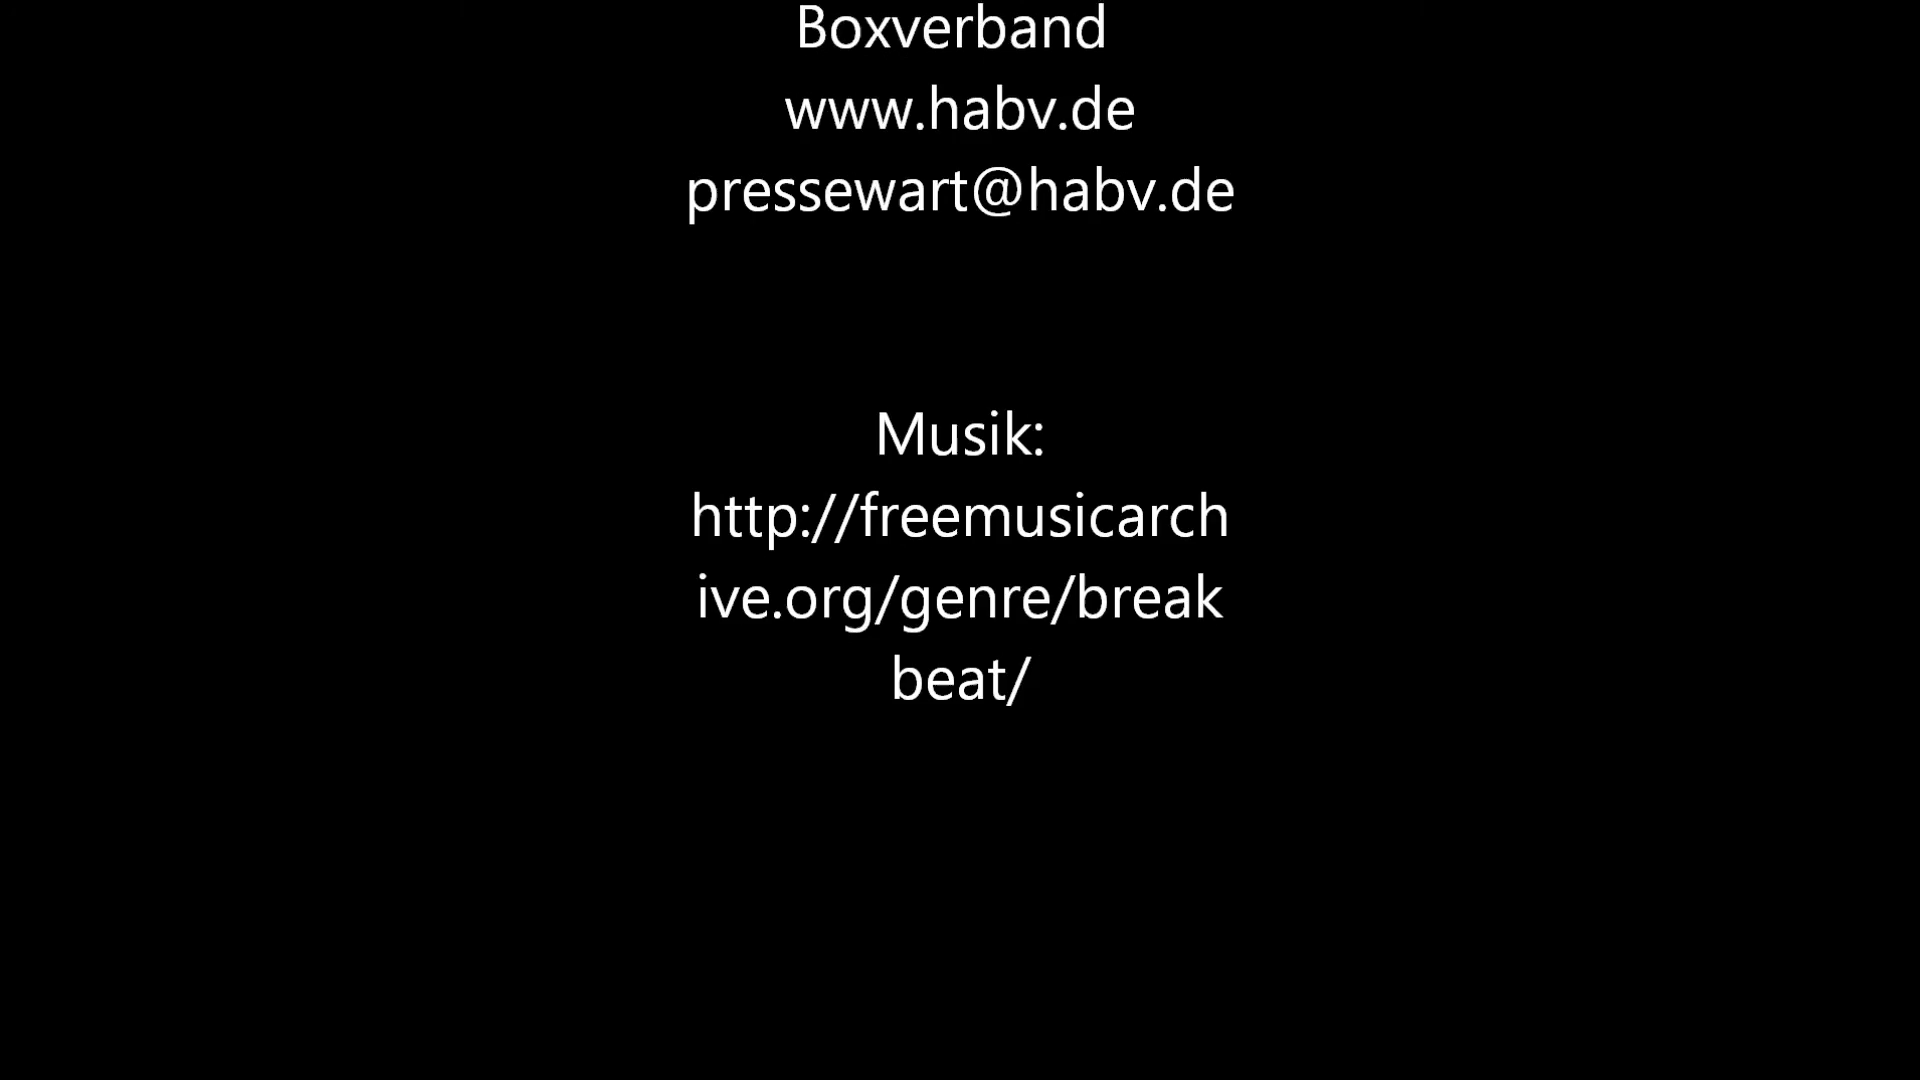 Boxverband
www.habv.de
pressewart@habv.de
Musik:
http://freemusicarch
ive.org/genre/break
beat/